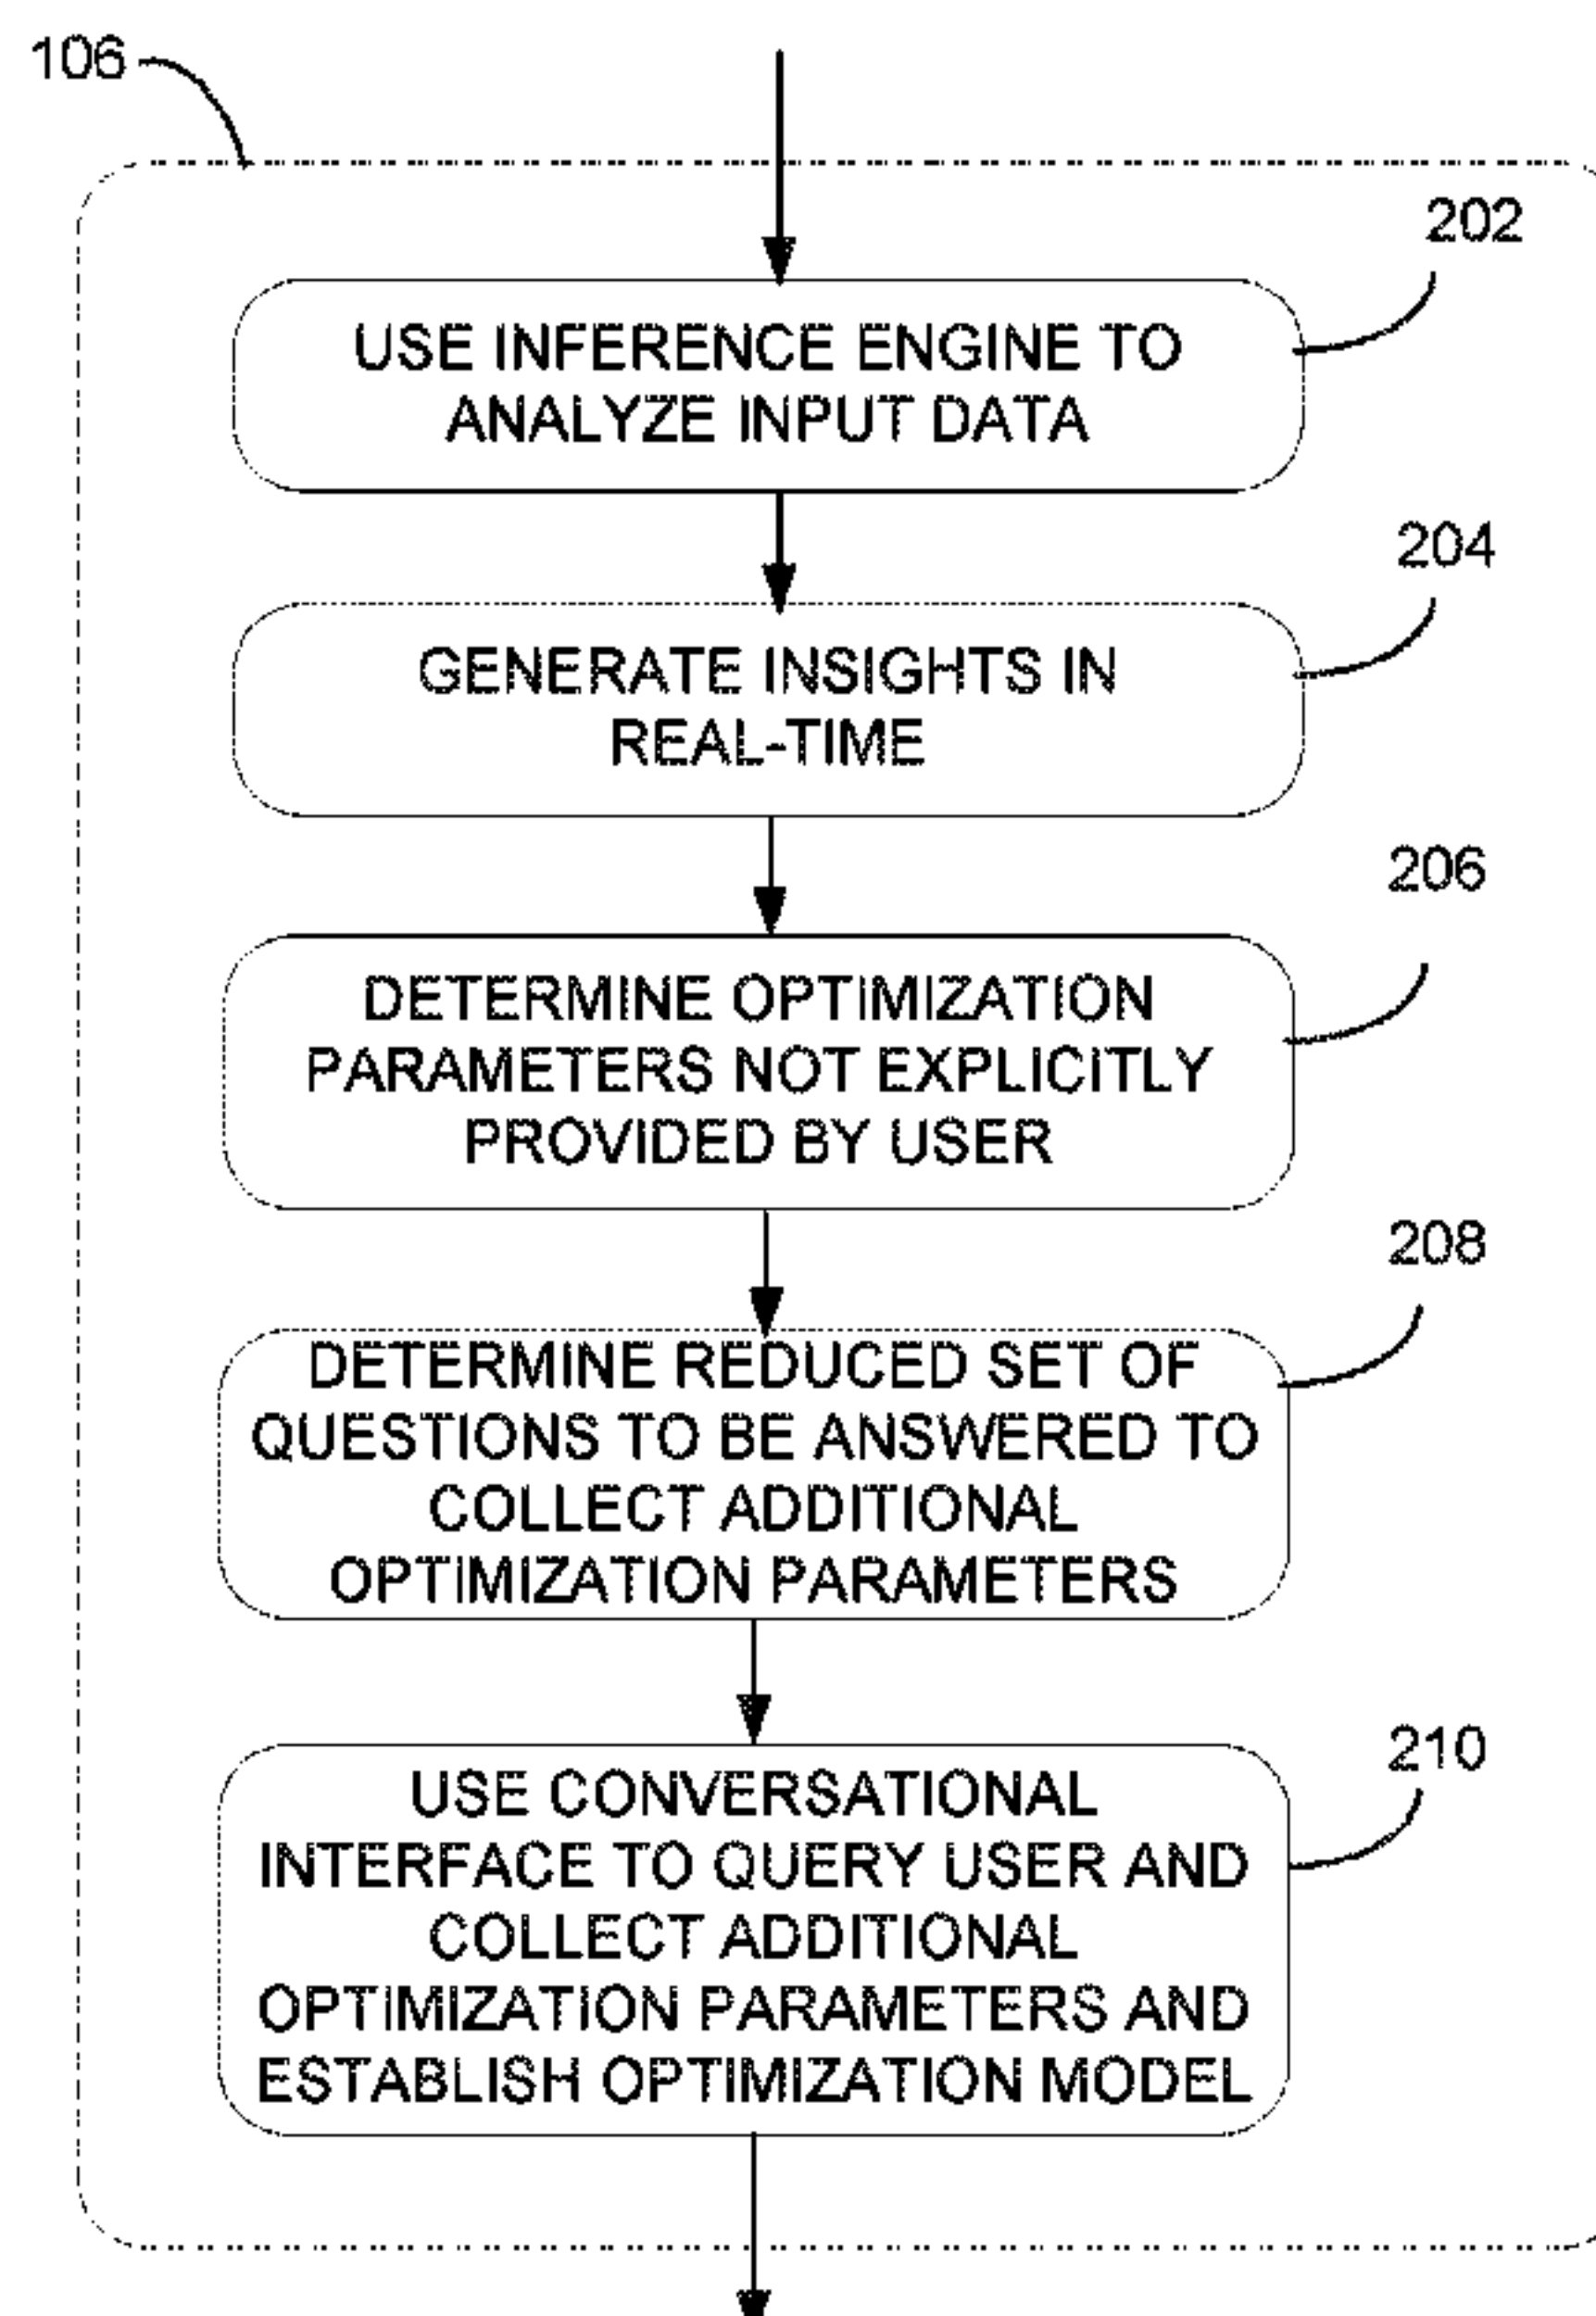 106
202
USE INFERENCE ENGINE TO
ANALYZE INPUT DATA
204
GENERATE INSIGHTS IN
REAL-TIME
206
DETERMINE OPTIMIZATION
PARAMETERS NOT EXPLICITLY
PROVIDED BY USER
208
DETERMINE REDUCED SET OF
QUESTIONS TO BE ANSWERED TO
COLLECT ADDITIONAL
OPTIMIZATION PARAMETERS
210
USE CONVERSATIONAL
INTERFACE TO QUERY USER AND
COLLECT ADDITIONAL
OPTIMIZATION PARAMETERS AND
ESTABLISH OPTIMIZATION MODEL